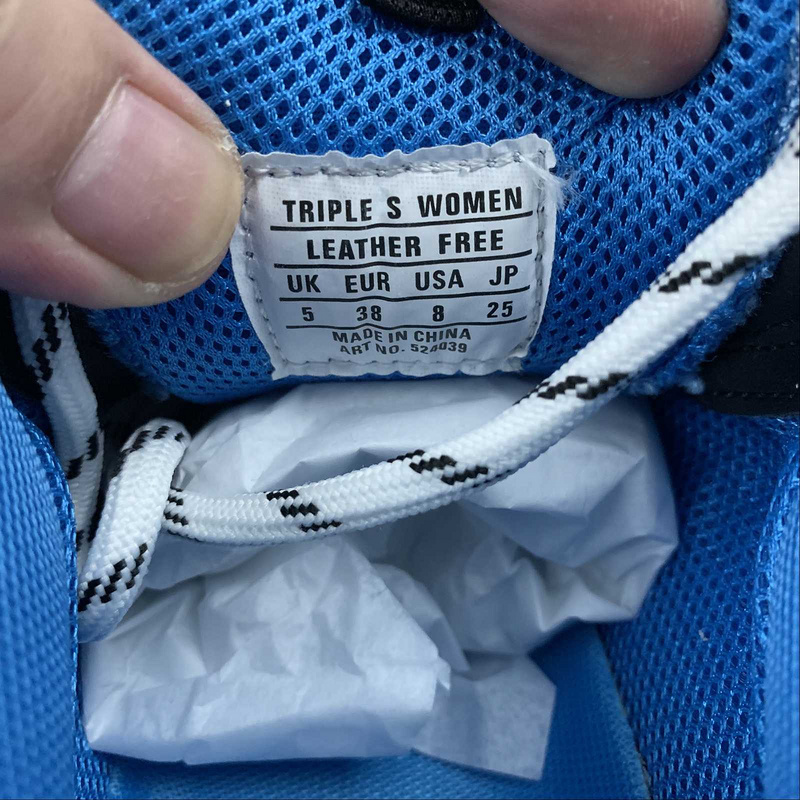 TRIPLE S WOMEN
LEATHER FREE
UK EUR USA JP
5 38 8 25
MADE IN CHINA
ART NO. 524039